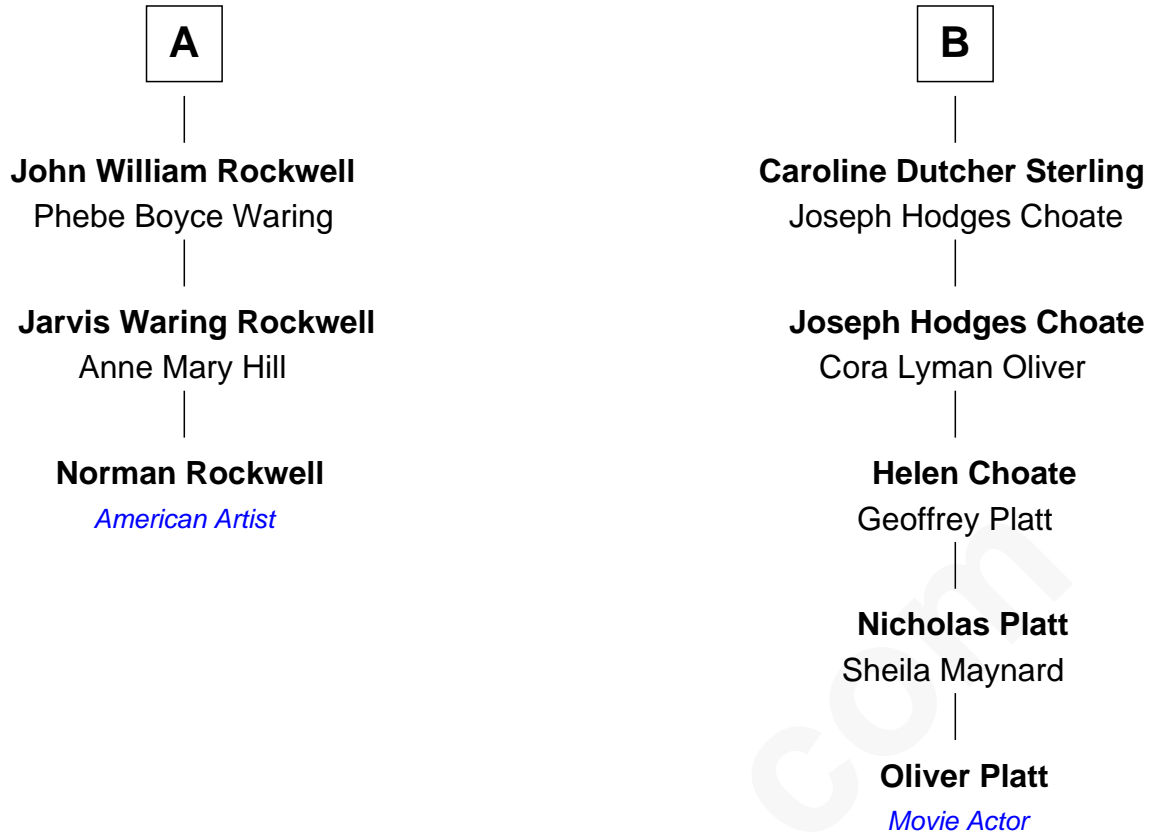 A
John William Rockwell
Phebe Boyce Waring
Jarvis Waring Rockwell
Anne Mary Hill
Norman Rockwell
American Artist
B
Caroline Dutcher Sterling
Joseph Hodges Choate
Joseph Hodges Choate
Cora Lyman Oliver
Helen Choate
Geoffrey Platt
Nicholas Platt
Sheila Maynard
Oliver Platt
Movie Actor
com